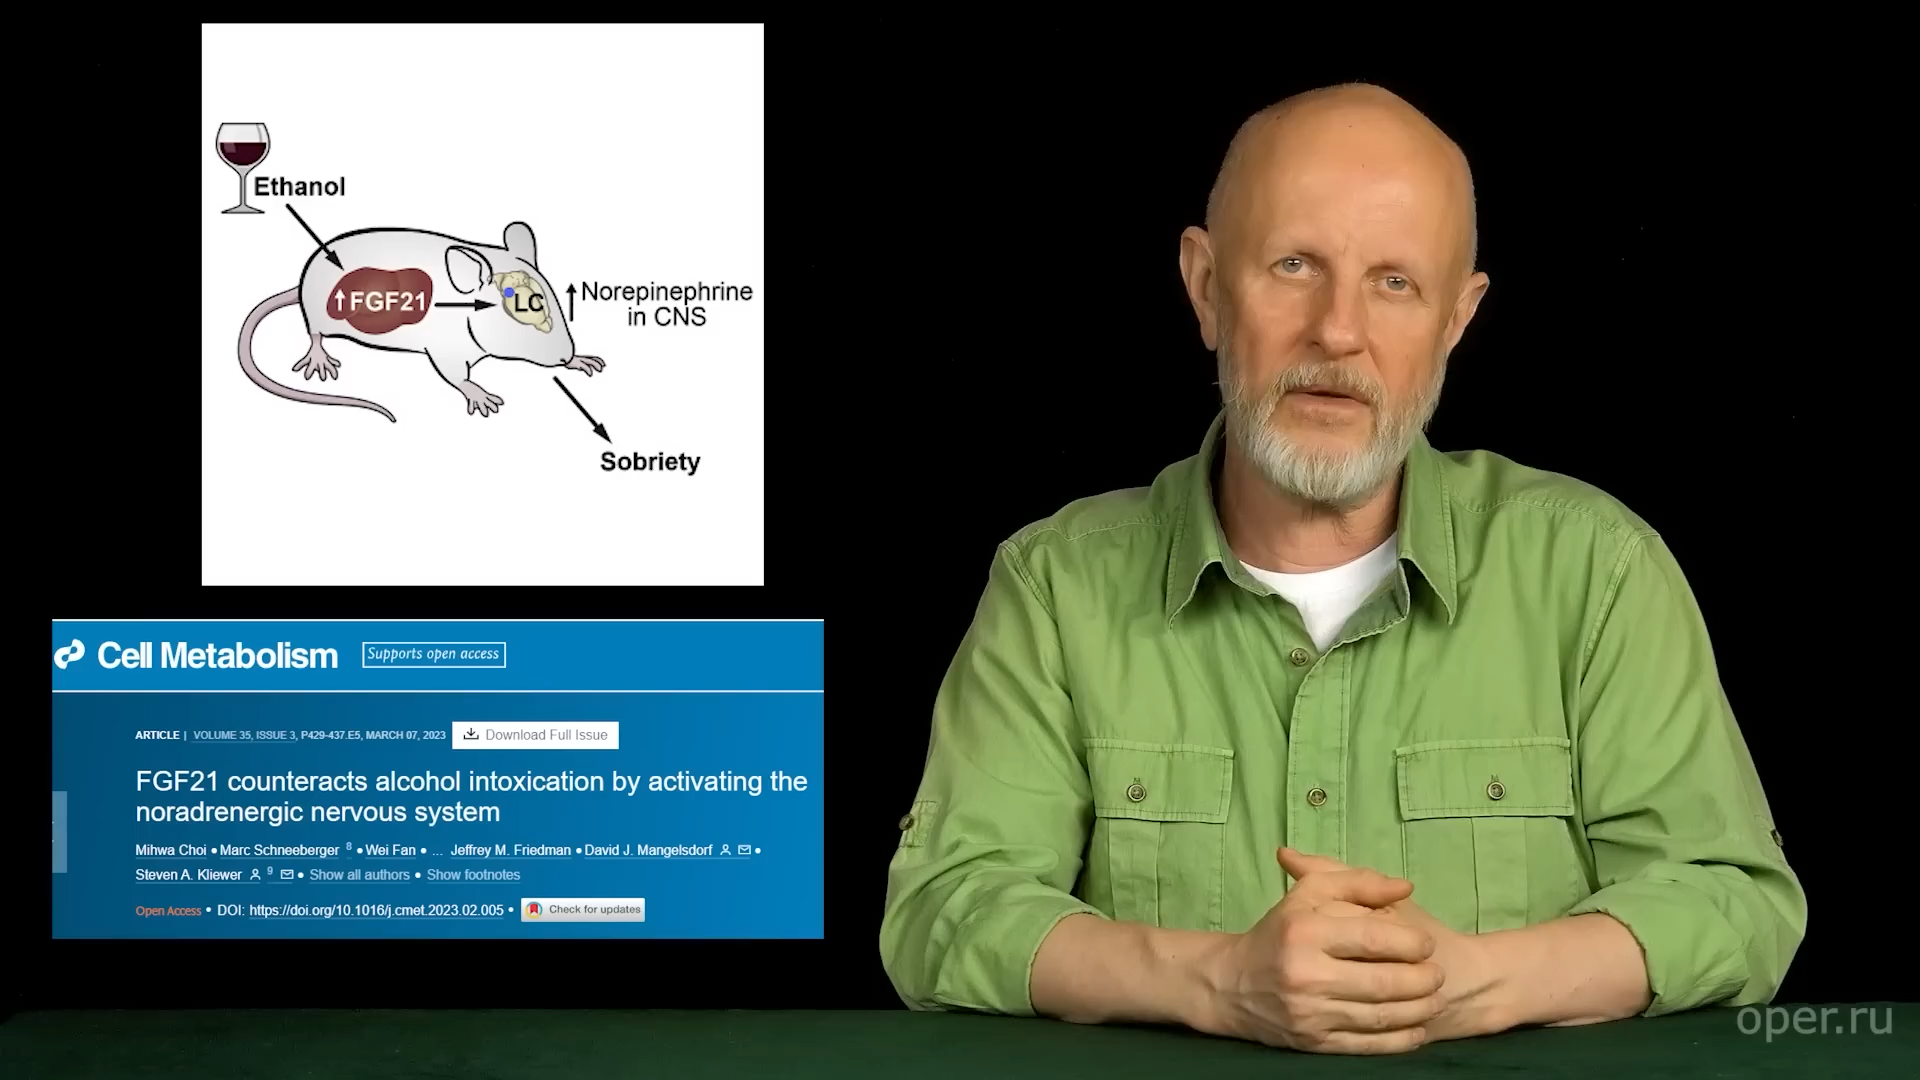 Ethanol
↑FGF21
LC
↑ Norepinephrine
in CNS
Sobriety
Cell Metabolism
Supports open access
ARTICLE | VOLUME 35, ISSUE 3, P429-437.E5, MARCH 07, 2023
Download Full Issue
FGF21 counteracts alcohol intoxication by activating the
noradrenergic nervous system
Mihwa Choi • Marc Schneeberger 8 • Wei Fan • ... Jeffrey M. Friedman • David J. Mangelsdorf •
Steven A. Kliewer 9 • Show all authors • Show footnotes
Open Access • DOI: https://doi.org/10.1016/j.cmet.2023.02.005 •
Check for updates
oper.ru